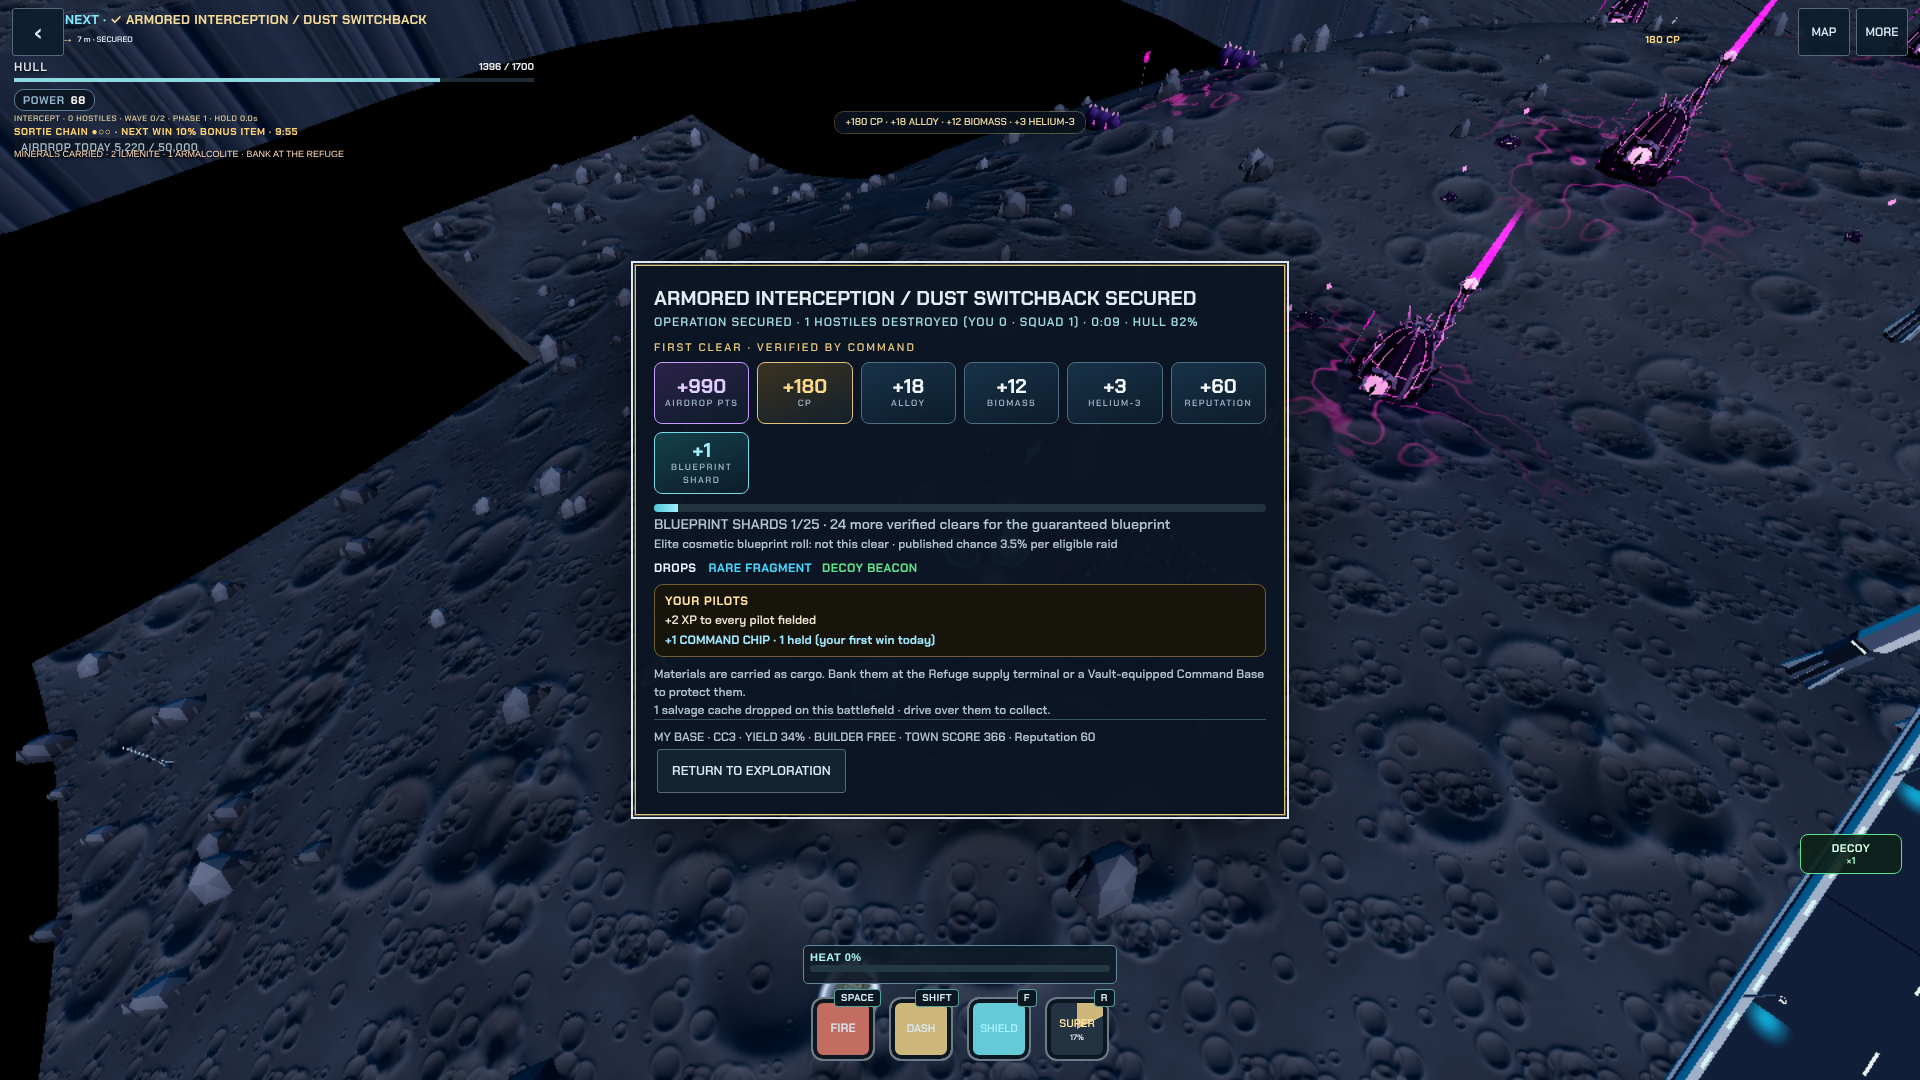 ‹
NEXT · ✓ ARMORED INTERCEPTION / DUST SWITCHBACK
→ 7 m · SECURED
HULL 1396 / 1700
POWER 68
INTERCEPT · 0 HOSTILES · WAVE 0/2 · PHASE 1 · HOLD 0.0s
SORTIE CHAIN ●○○ · NEXT WIN 10% BONUS ITEM · 9:55
AIRDROP TODAY 5,220 / 50,000
MINERALS CARRIED · 2 ILMENITE · 1 ARMALCOLITE · BANK AT THE REFUGE
+180 CP · +18 ALLOY · +12 BIOMASS · +3 HELIUM-3
180 CP
MAP
MORE
ARMORED INTERCEPTION / DUST SWITCHBACK SECURED
OPERATION SECURED · 1 HOSTILES DESTROYED (YOU 0 · SQUAD 1) · 0:09 · HULL 82%
FIRST CLEAR · VERIFIED BY COMMAND
+990
AIRDROP PTS
+180
CP
+18
ALLOY
+12
BIOMASS
+3
HELIUM-3
+60
REPUTATION
+1
BLUEPRINT
SHARD
BLUEPRINT SHARDS 1/25 · 24 more verified clears for the guaranteed blueprint
Elite cosmetic blueprint roll: not this clear · published chance 3.5% per eligible raid
DROPS RARE FRAGMENT DECOY BEACON
YOUR PILOTS
+2 XP to every pilot fielded
+1 COMMAND CHIP · 1 held (your first win today)
Materials are carried as cargo. Bank them at the Refuge supply terminal or a Vault-equipped Command Base
to protect them.
1 salvage cache dropped on this battlefield · drive over them to collect.
MY BASE · CC3 · YIELD 34% · BUILDER FREE · TOWN SCORE 366 · Reputation 60
RETURN TO EXPLORATION
DECOY
×1
HEAT 0%
SPACE
FIRE
SHIFT
DASH
F
SHIELD
R
SUPER
17%